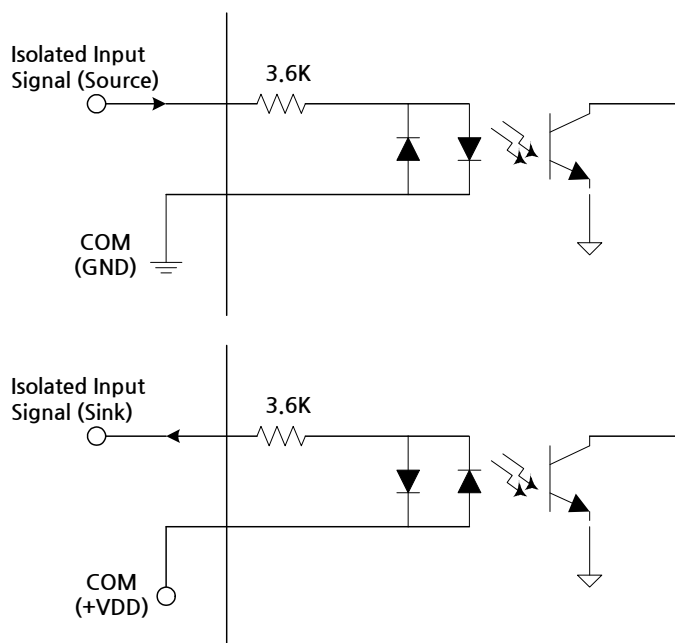 Isolated Input
Signal (Source)
3.6K
COM
(GND)
Isolated Input
Signal (Sink)
3.6K
COM
(+VDD)